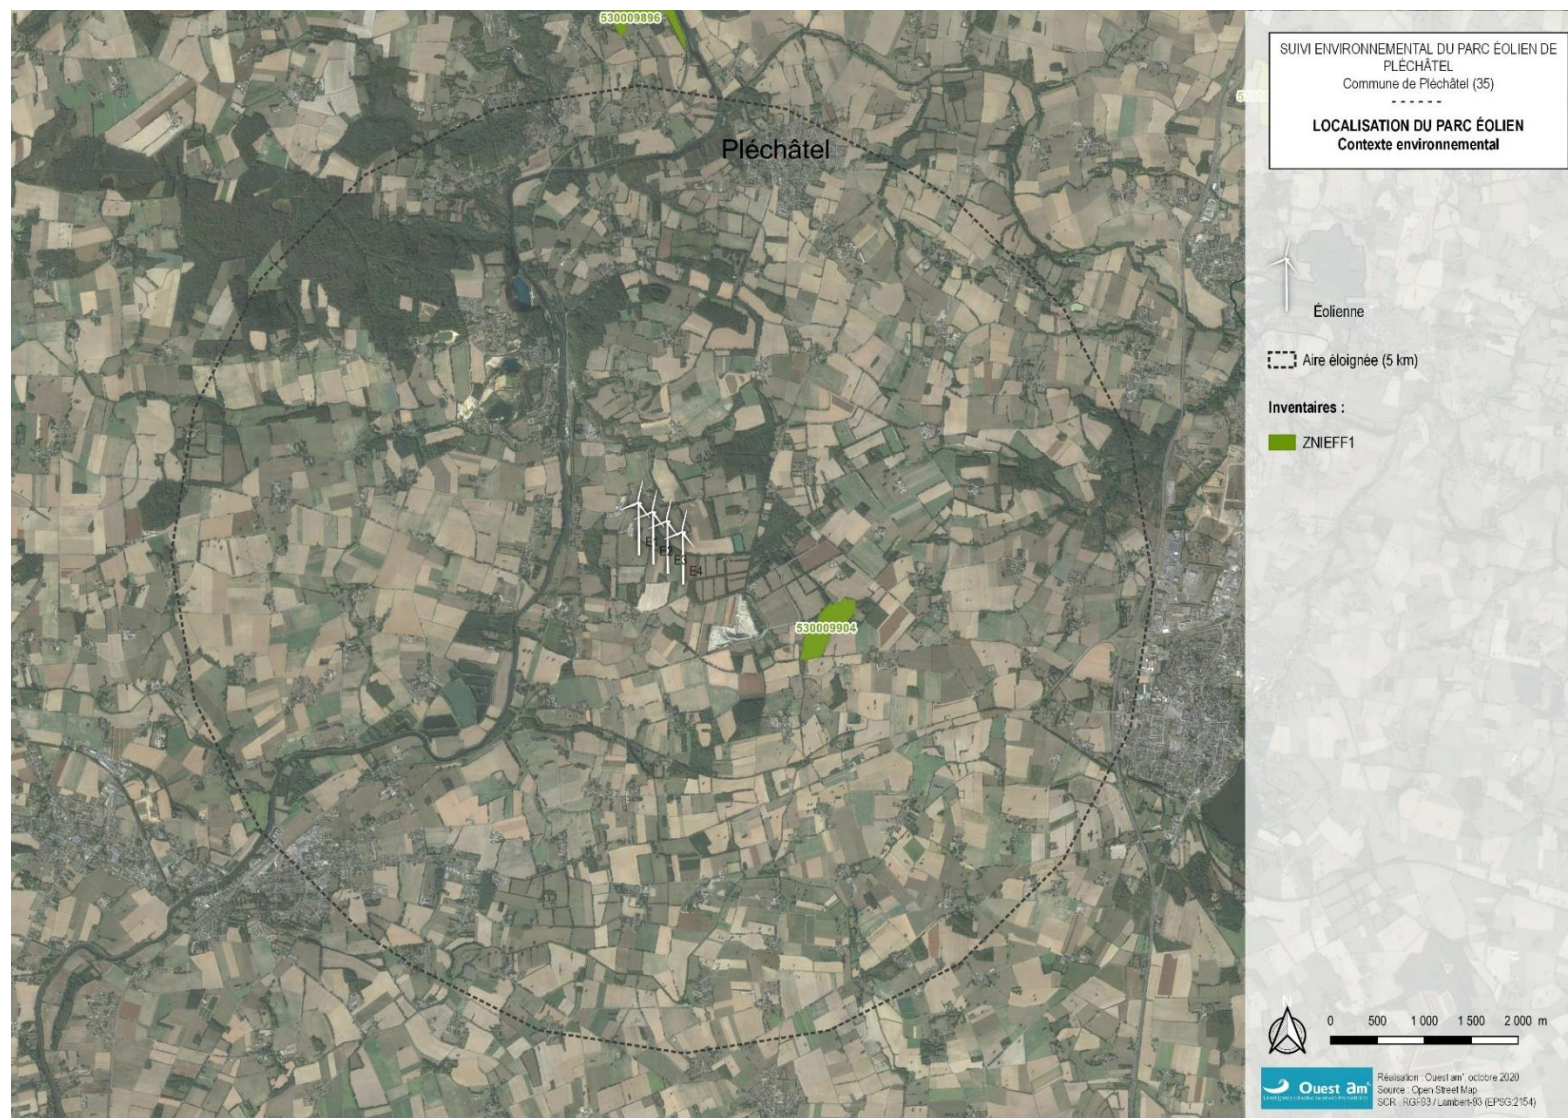 530009896
Pléchâtel
E2
E3
E4
530009904
SUIVI ENVIRONNEMENTAL DU PARC ÉOLIEN DE
PLÉCHÂTEL
Commune de Pléchâtel (35)
- - - - - -
LOCALISATION DU PARC ÉOLIEN
Contexte environnemental
Éolienne
Aire éloignée (5 km)
Inventaires :
ZNIEFF1
N
0 500 1 000 1 500 2 000 m
Ouest am'
Réalisation : Ouest am', octobre 2020
Source : Open Street Map
SCR : RGF93 / Lambert-93 (EPSG:2154)